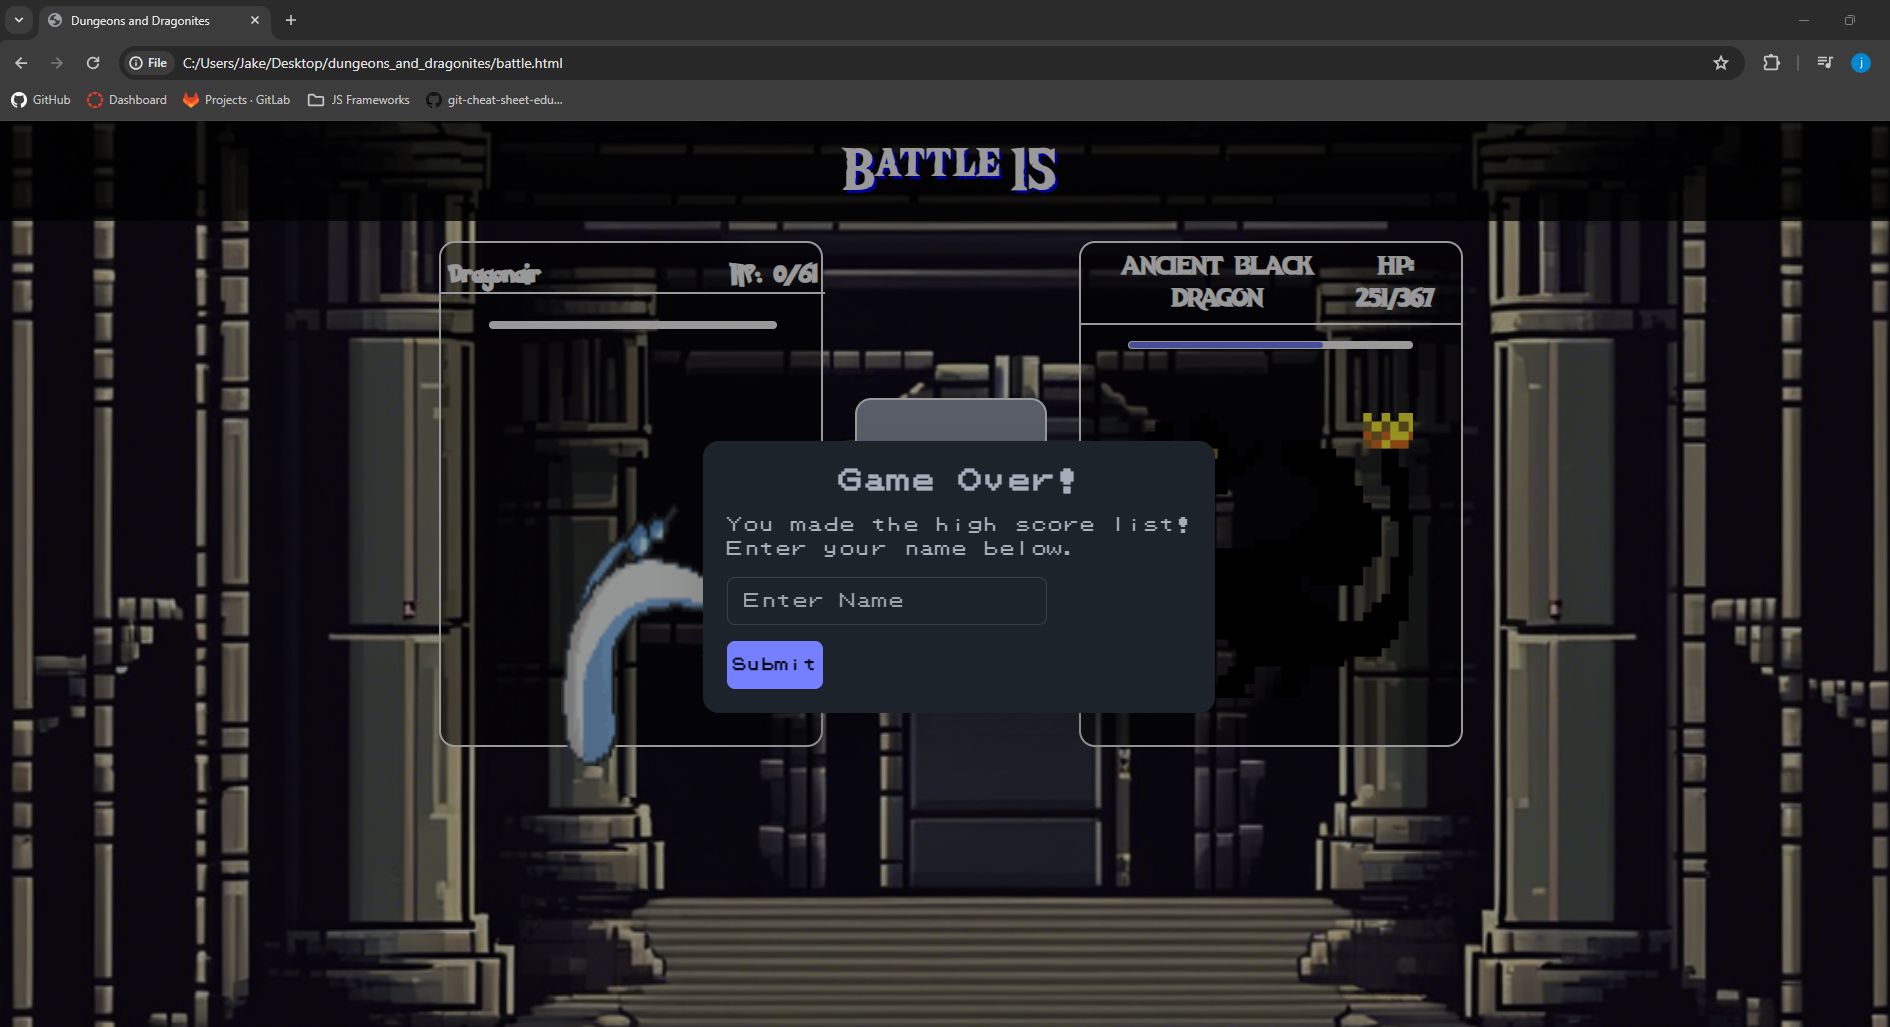 Dungeons and Dragonites
File C:/Users/Jake/Desktop/dungeons_and_dragonites/battle.html
j
GitHub Dashboard Projects · GitLab JS Frameworks git-cheat-sheet-edu...
BATTLE 15
Dragonair HP: 0/61
ANCIENT BLACK DRAGON
HP: 251/367
Game Over!
You made the high score list!
Enter your name below.
Enter Name
Submit